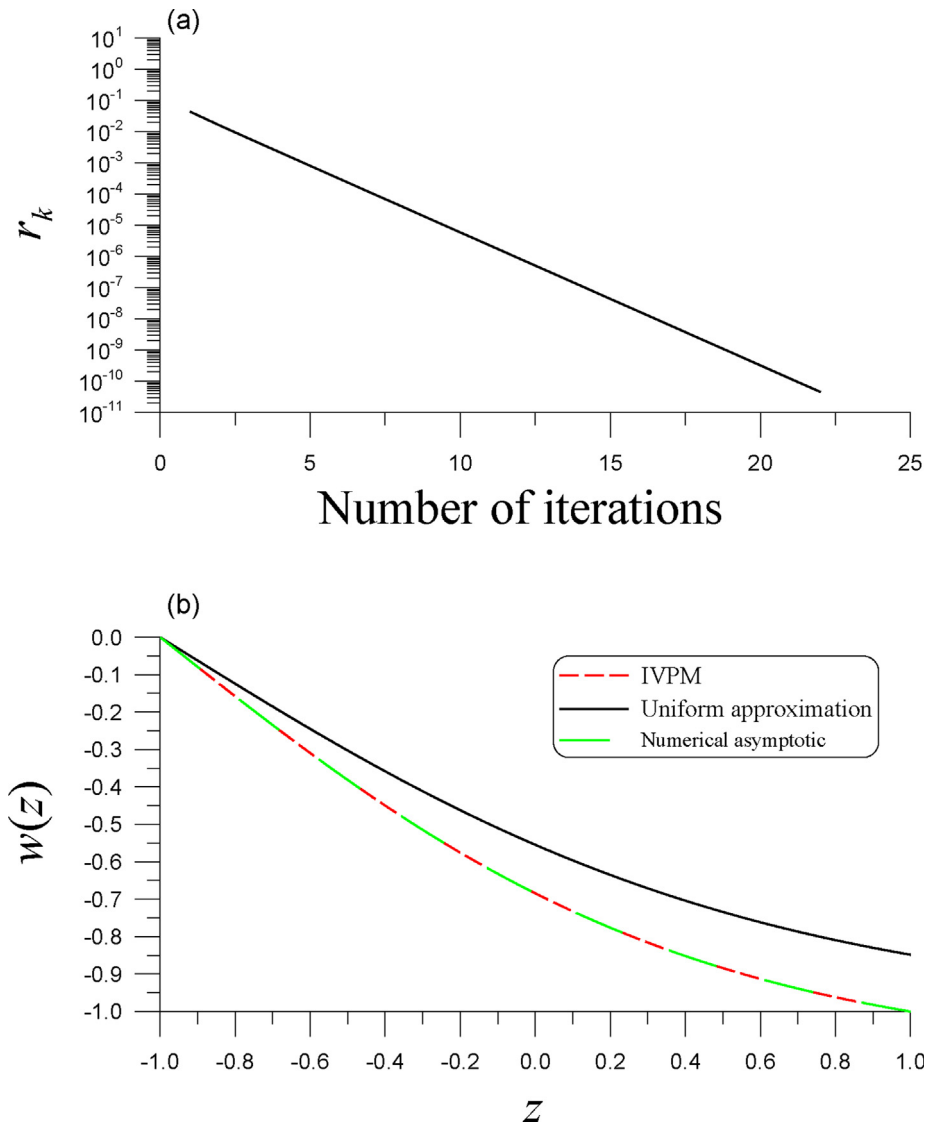 (a)
10^1
10^0
10^-1
10^-2
10^-3
10^-4
10^-5
10^-6
10^-7
10^-8
10^-9
10^-10
10^-11
r_k
0 5 10 15 20 25
Number of iterations
(b)
0.0
-0.1
-0.2
-0.3
-0.4
-0.5
-0.6
-0.7
-0.8
-0.9
-1.0
w(z)
IVPM
Uniform approximation
Numerical asymptotic
-1.0 -0.8 -0.6 -0.4 -0.2 0.0 0.2 0.4 0.6 0.8 1.0
z